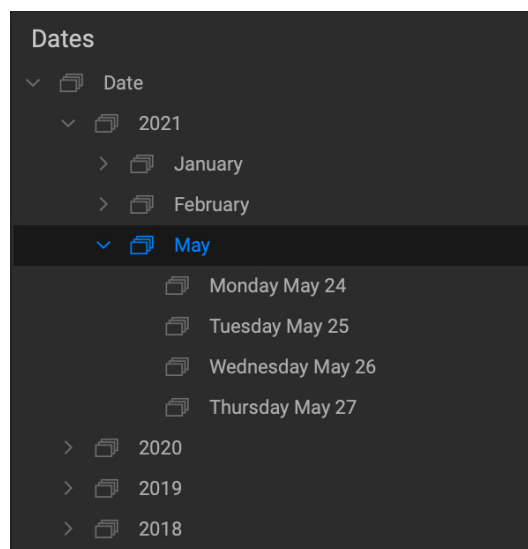 Dates
Date
2021
January
February
May
Monday May 24
Tuesday May 25
Wednesday May 26
Thursday May 27
2020
2019
2018